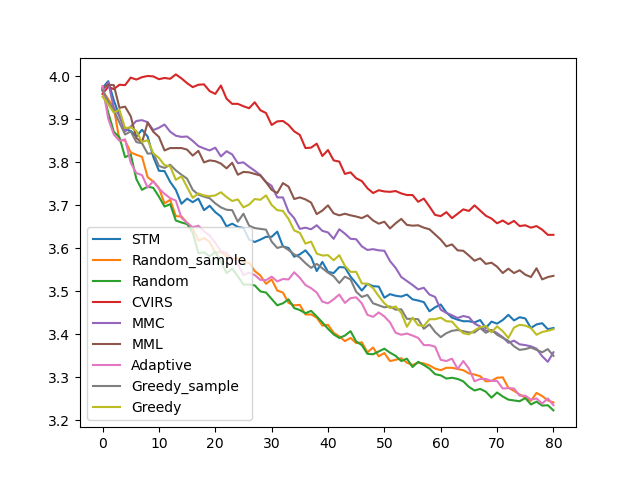 4.0
3.9
3.8
3.7
3.6
3.5
3.4
3.3
3.2
STM
Random_sample
Random
CVIRS
MMC
MML
Adaptive
Greedy_sample
Greedy
0 10 20 30 40 50 60 70 80